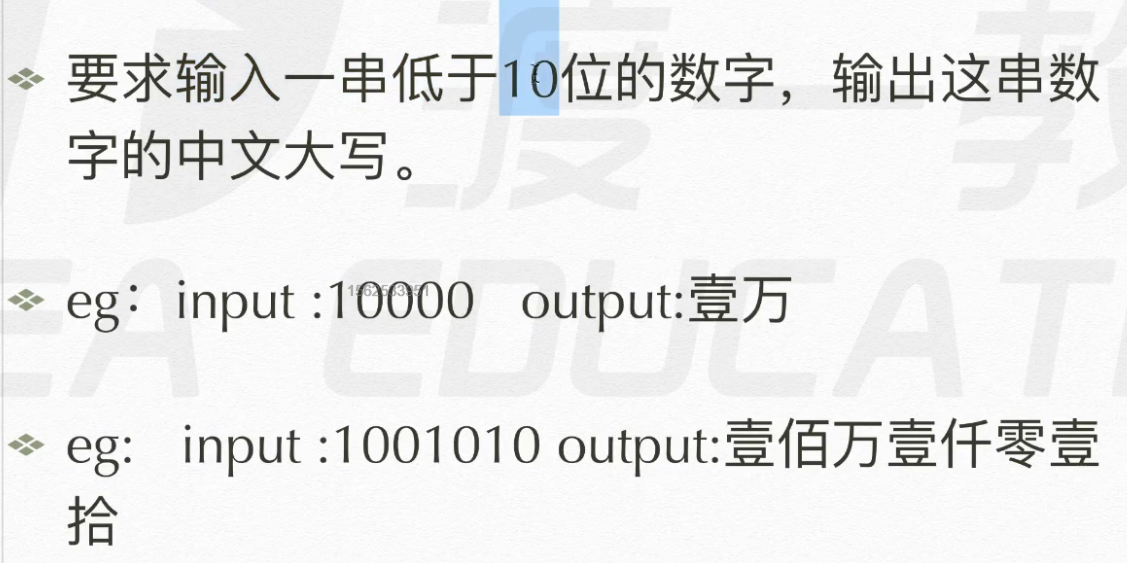 要求输入一串低于10位的数字，输出这串数
字的中文大写。
eg：input :10000 output:壹万
eg: input :1001010 output:壹佰万壹仟零壹
拾
EA EDUCAT